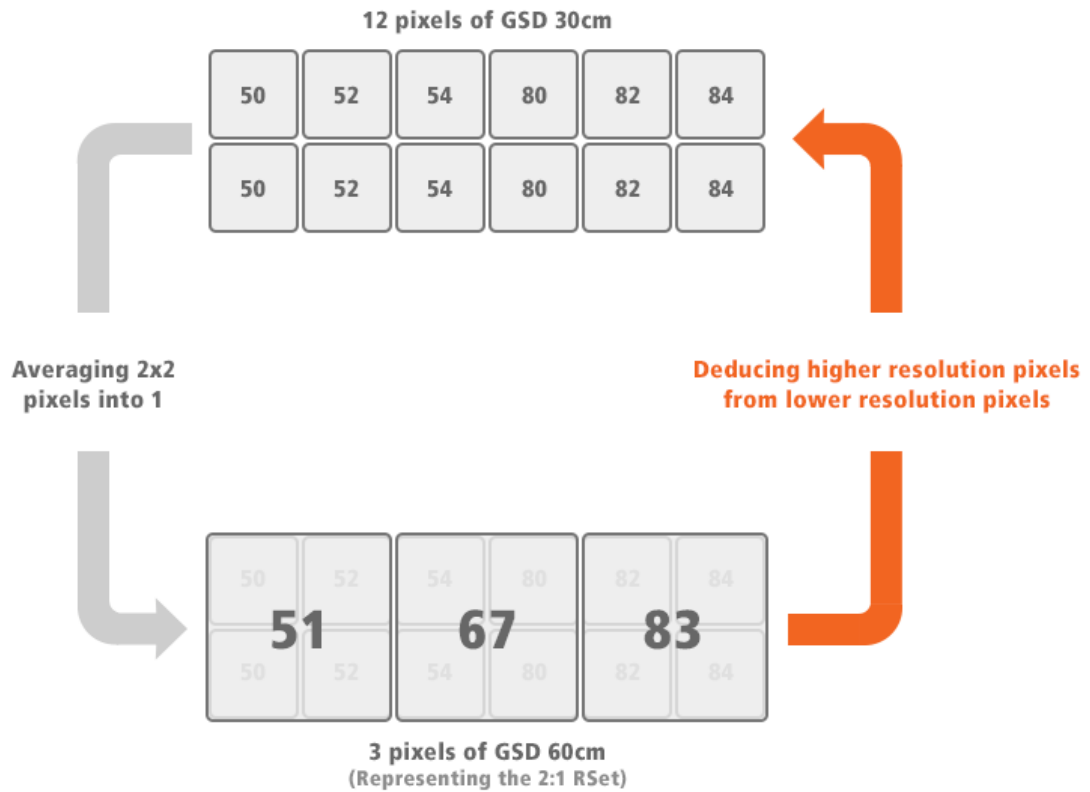 12 pixels of GSD 30cm
50 52 54 80 82 84
50 52 54 80 82 84
Averaging 2x2
pixels into 1
Deducing higher resolution pixels
from lower resolution pixels
50 52 54 80 82 84
51 67 83
50 52 54 80 82 84
3 pixels of GSD 60cm
(Representing the 2:1 RSet)